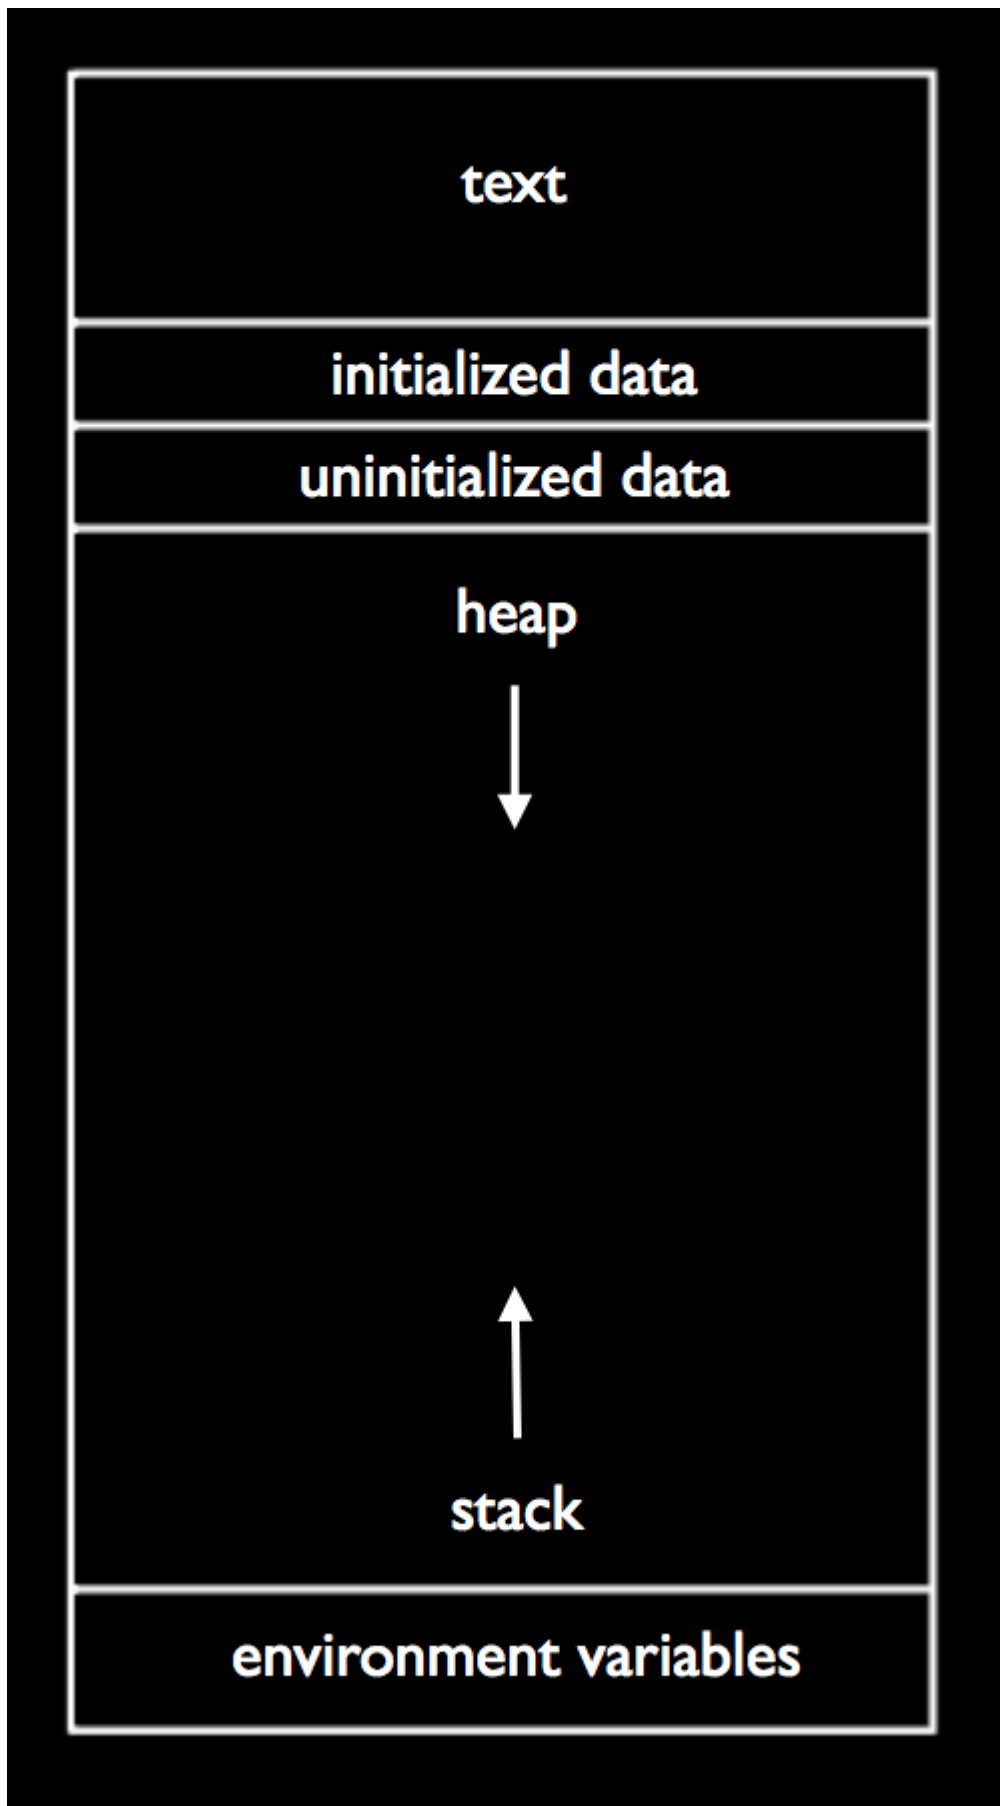 text
initialized data
uninitialized data
heap
stack
environment variables